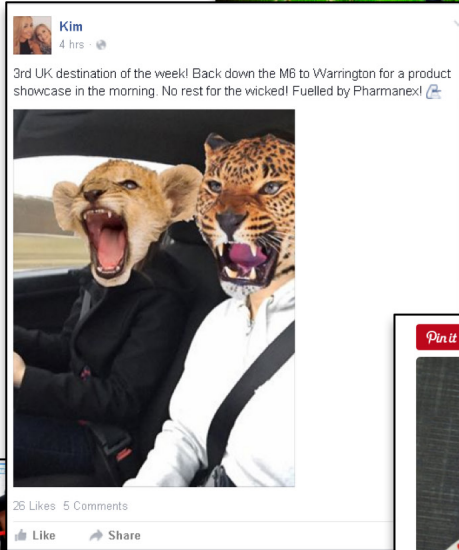 Kim
4 hrs ·
3rd UK destination of the week! Back down the M6 to Warrington for a product
showcase in the morning. No rest for the wicked! Fuelled by Pharmanex!
26 Likes 5 Comments
Like Share
Pin it